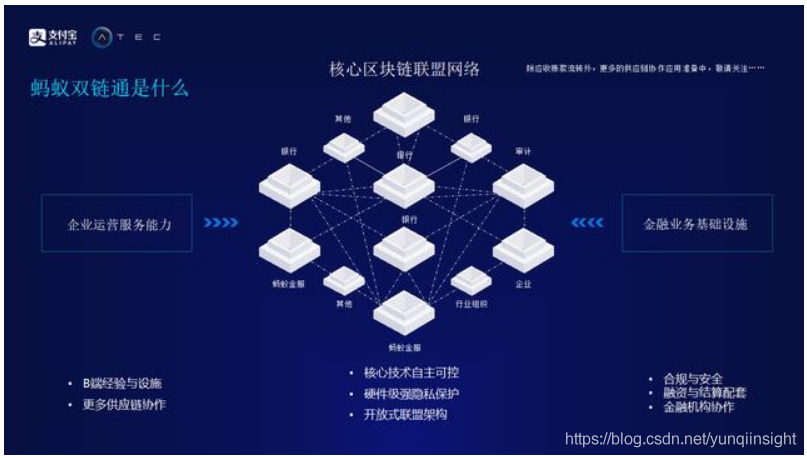 支付宝
ALIPAY
ATEC
蚂蚁双链通是什么
核心区块链联盟网络
除应收账款流转外,更多的供应链协作应用准备中,敬请关注……
其他
银行
银行
银行
审计
企业运营服务能力
银行
金融业务基础设施
蚂蚁金服
其他
行业组织
企业
蚂蚁金服
• B端经验与设施
• 更多供应链协作
• 核心技术自主可控
• 硬件级强隐私保护
• 开放式联盟架构
• 合规与安全
• 融资与结算配套
• 金融机构协作
https://blog.csdn.net/yunqiinsight